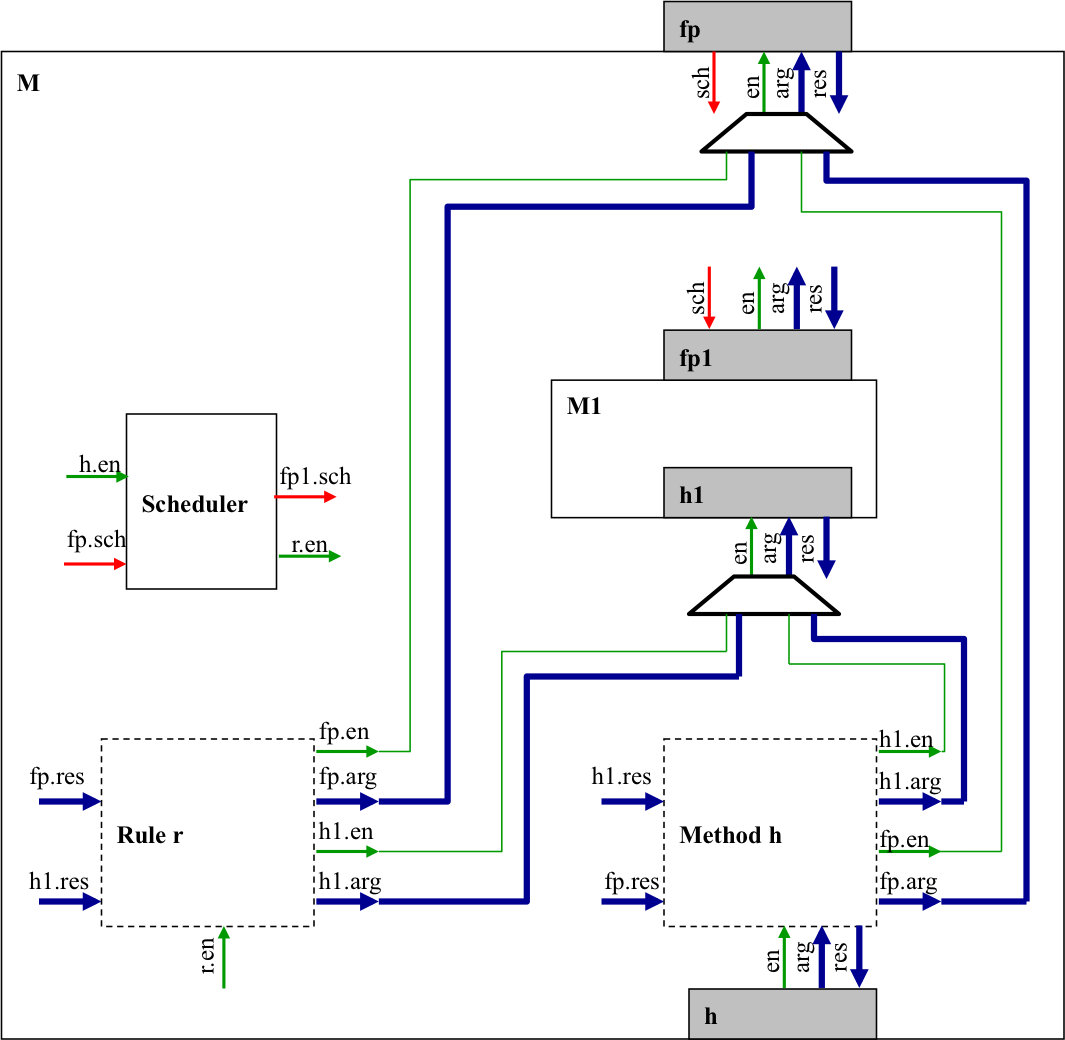 fp
M
sch
en
arg
res
sch
en
arg
res
fp1
M1
h.en
fp1.sch
Scheduler
h1
fp.sch
r.en
en
arg
res
fp.en
h1.en
fp.res
fp.arg
h1.res
h1.arg
Rule r
h1.en
Method h
fp.en
h1.res
h1.arg
fp.res
fp.arg
r.en
en
arg
res
h